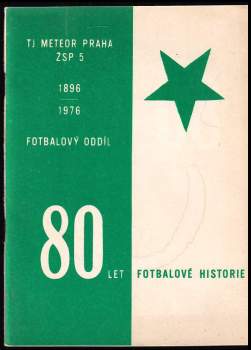 TJ METEOR PRAHA
ŽSP 5
1896
1976
FOTBALOVÝ ODDÍL
80 LET FOTBALOVÉ HISTORIE